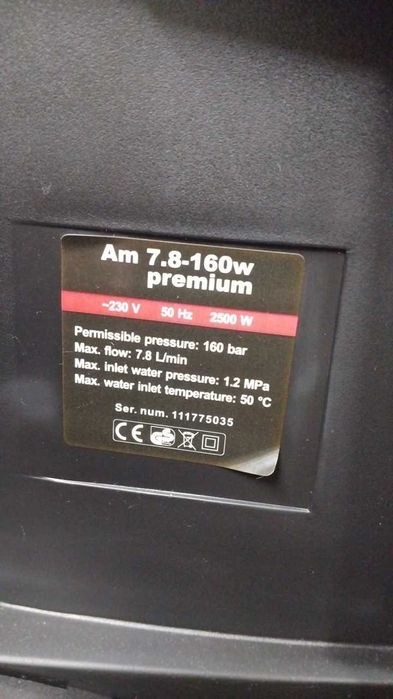 Am 7.8-160w
premium
~230 V 50 Hz 2500 W
Permissible pressure: 160 bar
Max. flow: 7.8 L/min
Max. inlet water pressure: 1.2 MPa
Max. water inlet temperature: 50 °C
Ser. num. 111775035
CE